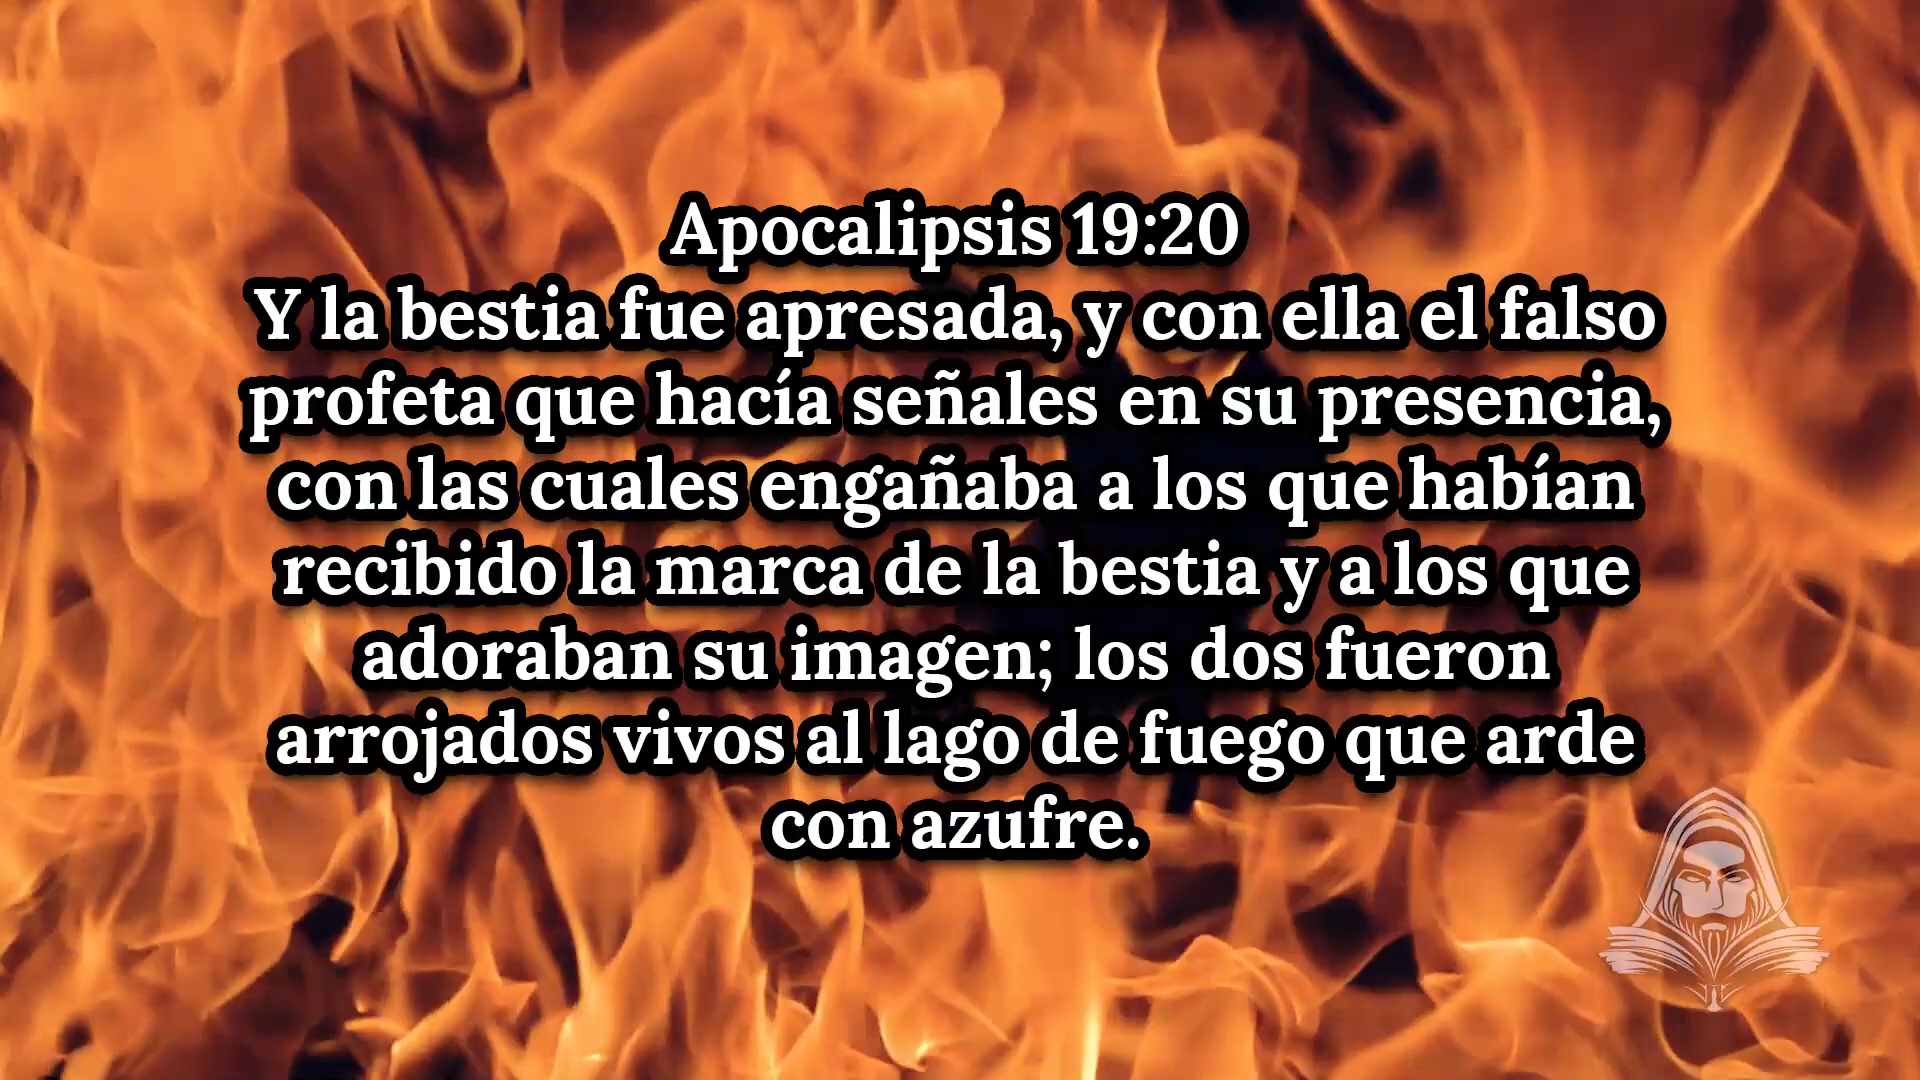 Apocalipsis 19:20
Y la bestia fue apresada, y con ella el falso
profeta que hacía señales en su presencia,
con las cuales engañaba a los que habían
recibido la marca de la bestia y a los que
adoraban su imagen; los dos fueron
arrojados vivos al lago de fuego que arde
con azufre.